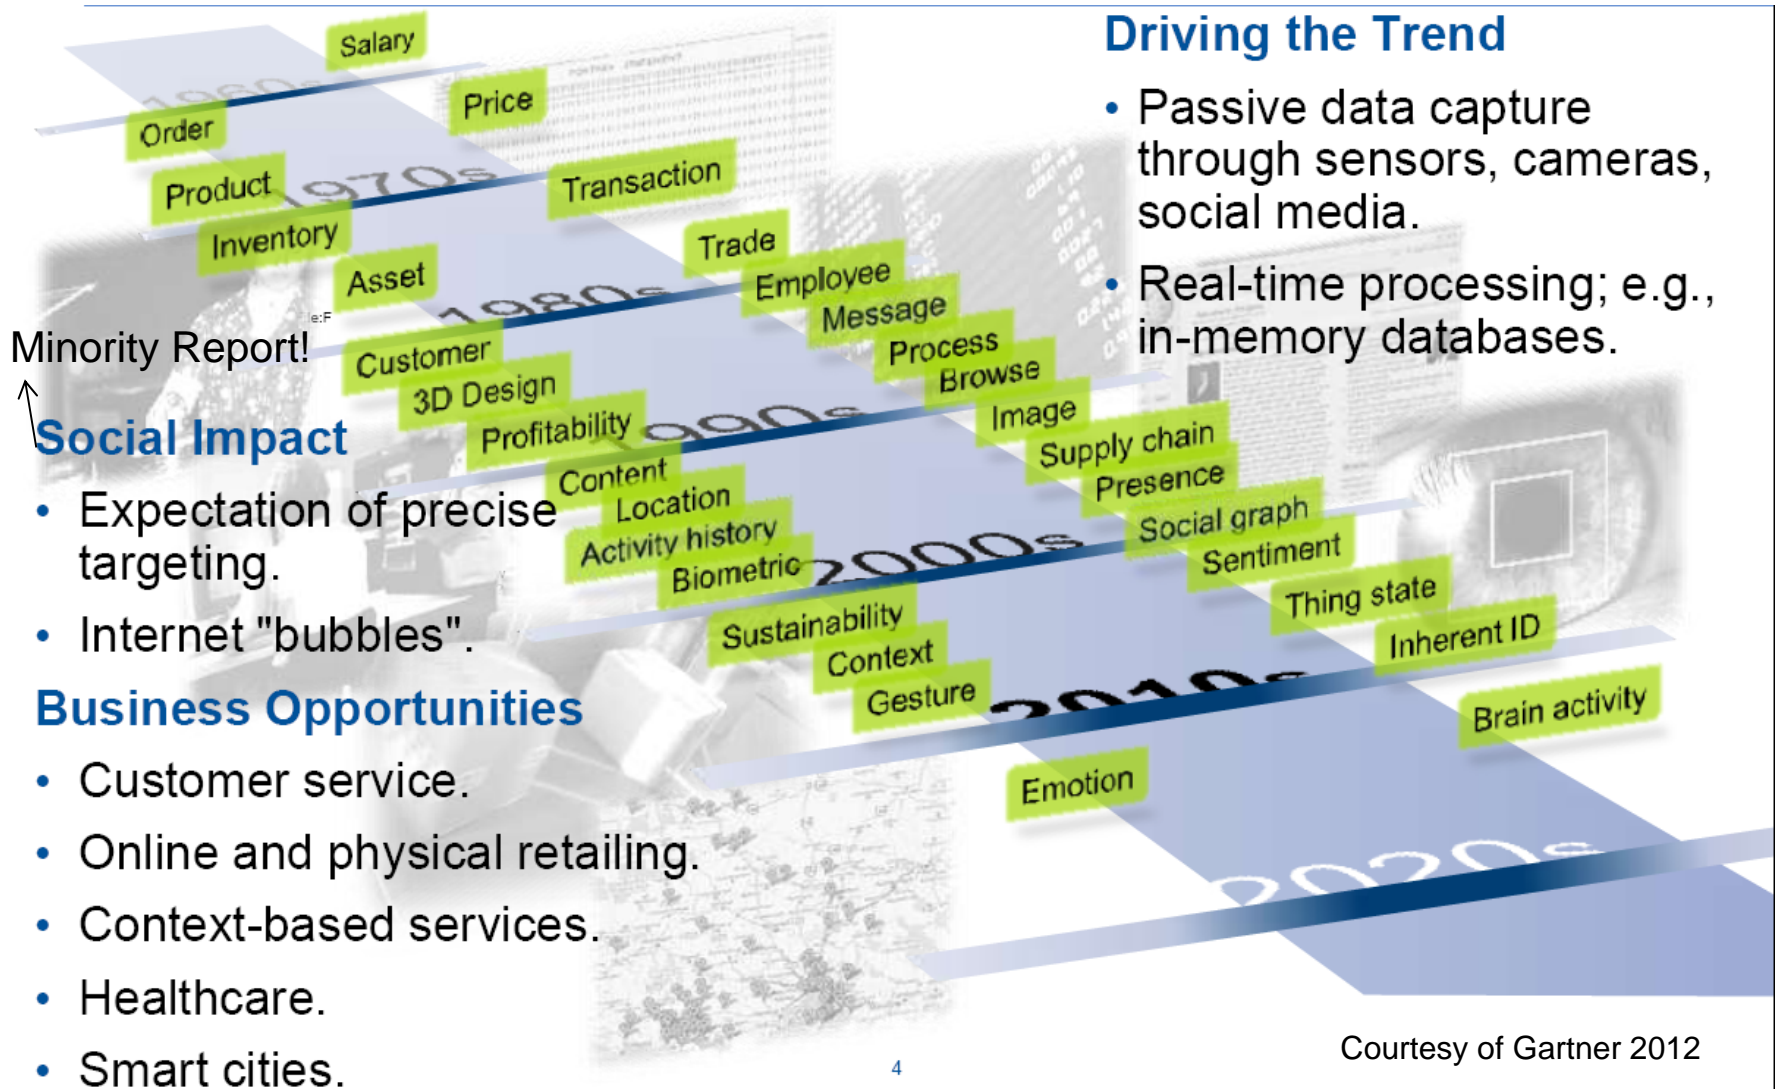 Driving the Trend
• Passive data capture
through sensors, cameras,
social media.
• Real-time processing; e.g.,
in-memory databases.
Salary
1960s
Order
Price
Product
1970s
Transaction
Inventory
Trade
Asset
1980s
Employee
Message
Customer
Process
3D Design
Browse
Profitability
1990s
Image
Content
Supply chain
Location
Presence
Activity history
Social graph
Biometric
2000s
Sentiment
Sustainability
Thing state
Context
Inherent ID
Gesture
2010s
Brain activity
Emotion
2020s
e:F
Minority Report!
Social Impact
• Expectation of precise
targeting.
• Internet "bubbles".
Business Opportunities
• Customer service.
• Online and physical retailing.
• Context-based services.
• Healthcare.
• Smart cities.
4
Courtesy of Gartner 2012